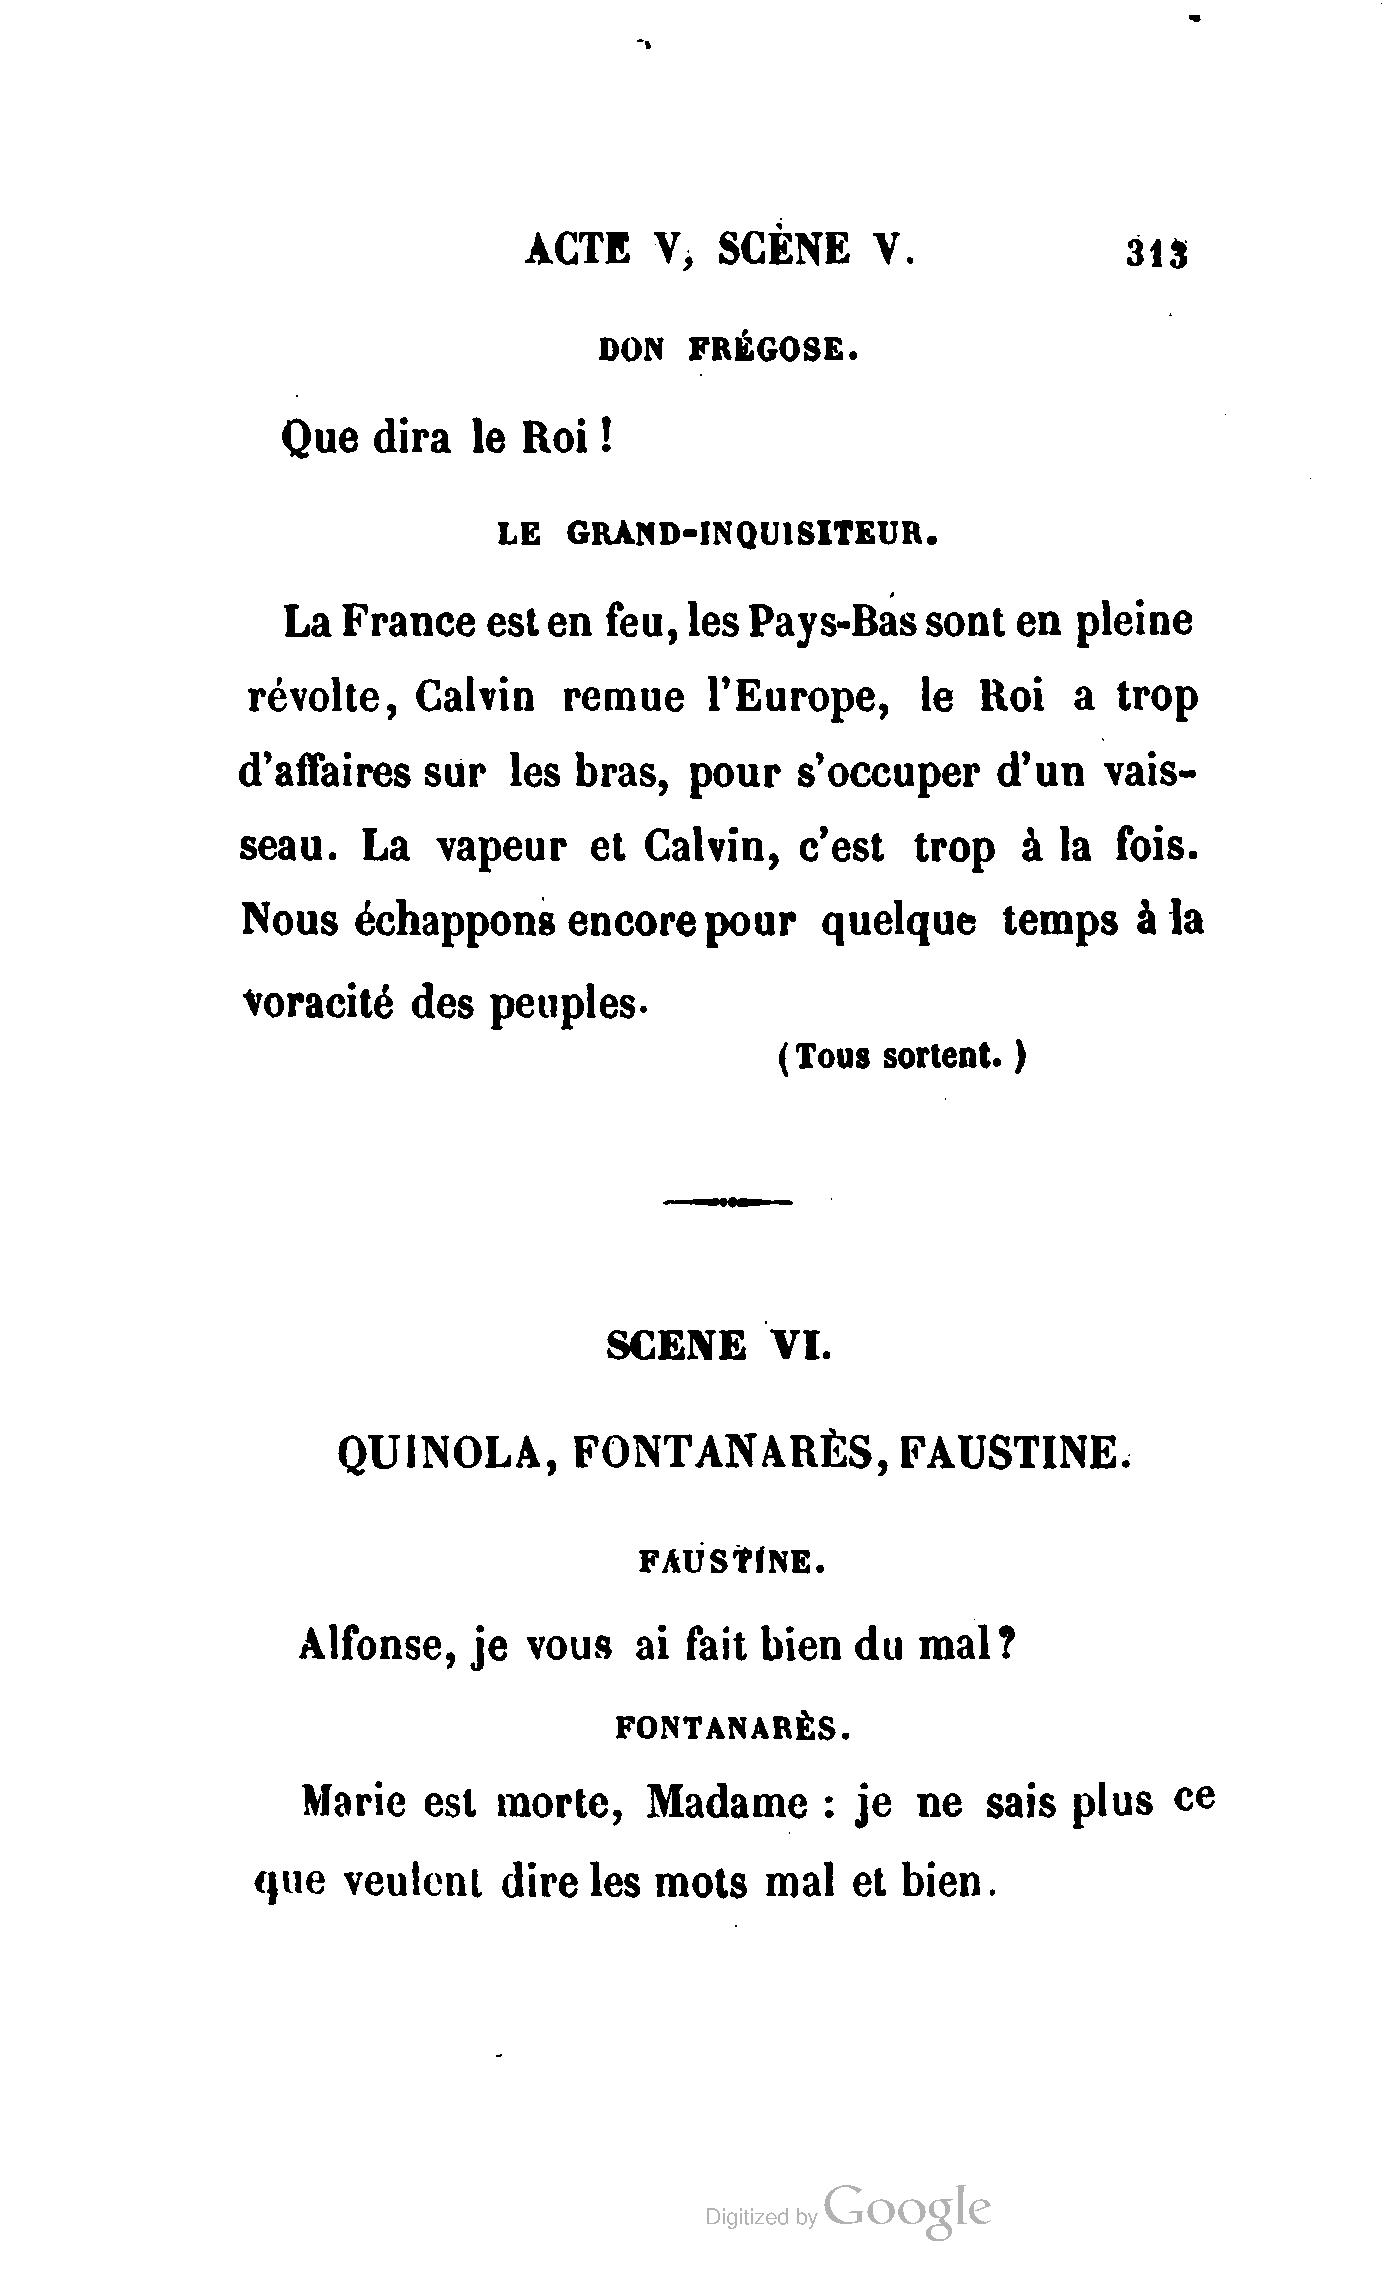 ACTE V, SCÈNE V. 313
DON FRÉGOSE.
Que dira le Roi !
LE GRAND-INQUISITEUR.
La France est en feu, les Pays-Bas sont en pleine
révolte, Calvin remue l'Europe, le Roi a trop
d'affaires sur les bras, pour s'occuper d'un vais-
seau. La vapeur et Calvin, c'est trop à la fois.
Nous échappons encore pour quelque temps à la
voracité des peuples.
(Tous sortent. )
SCENE VI.
QUINOLA, FONTANARÈS, FAUSTINE.
FAUSTINE.
Alfonse, je vous ai fait bien du mal?
FONTANARÈS.
Marie est morte, Madame : je ne sais plus ce
que veulent dire les mots mal et bien.
Digitized by Google